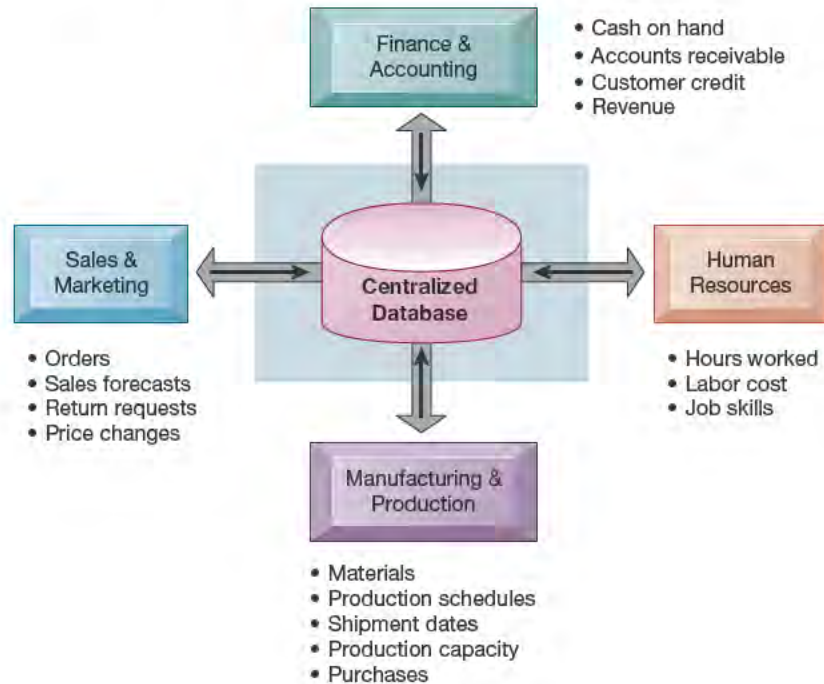 Finance &
Accounting
• Cash on hand
• Accounts receivable
• Customer credit
• Revenue
Sales &
Marketing
• Orders
• Sales forecasts
• Return requests
• Price changes
Centralized
Database
Human
Resources
• Hours worked
• Labor cost
• Job skills
Manufacturing &
Production
• Materials
• Production schedules
• Shipment dates
• Production capacity
• Purchases